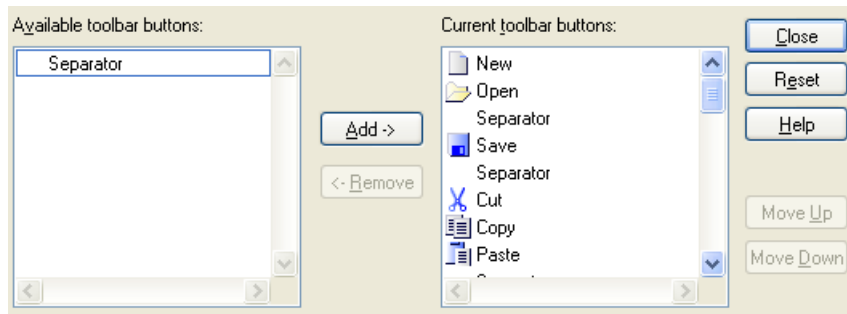 Available toolbar buttons:
Separator
Add ->
<- Remove
Current toolbar buttons:
New
Open
Separator
Save
Separator
Cut
Copy
Paste
Close
Reset
Help
Move Up
Move Down